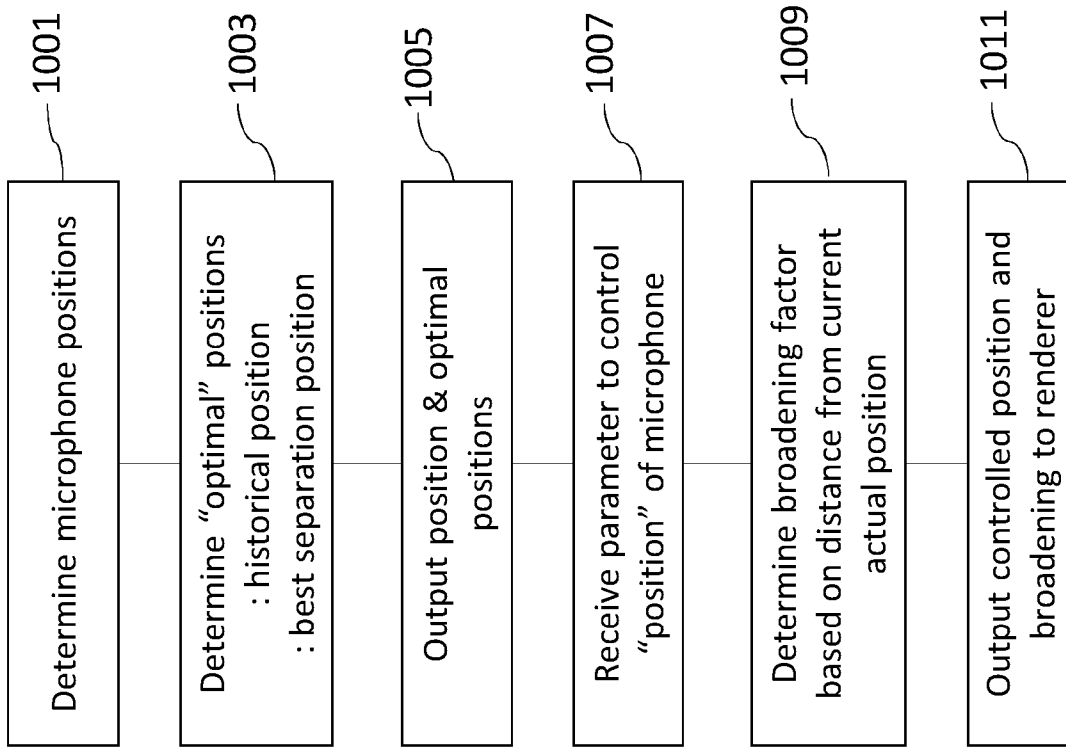 Determine microphone positions
1001
Determine “optimal” positions
: historical position
: best separation position
1003
Output position & optimal
positions
1005
Receive parameter to control
“position” of microphone
1007
Determine broadening factor
based on distance from current
actual position
1009
Output controlled position and
broadening to renderer
1011